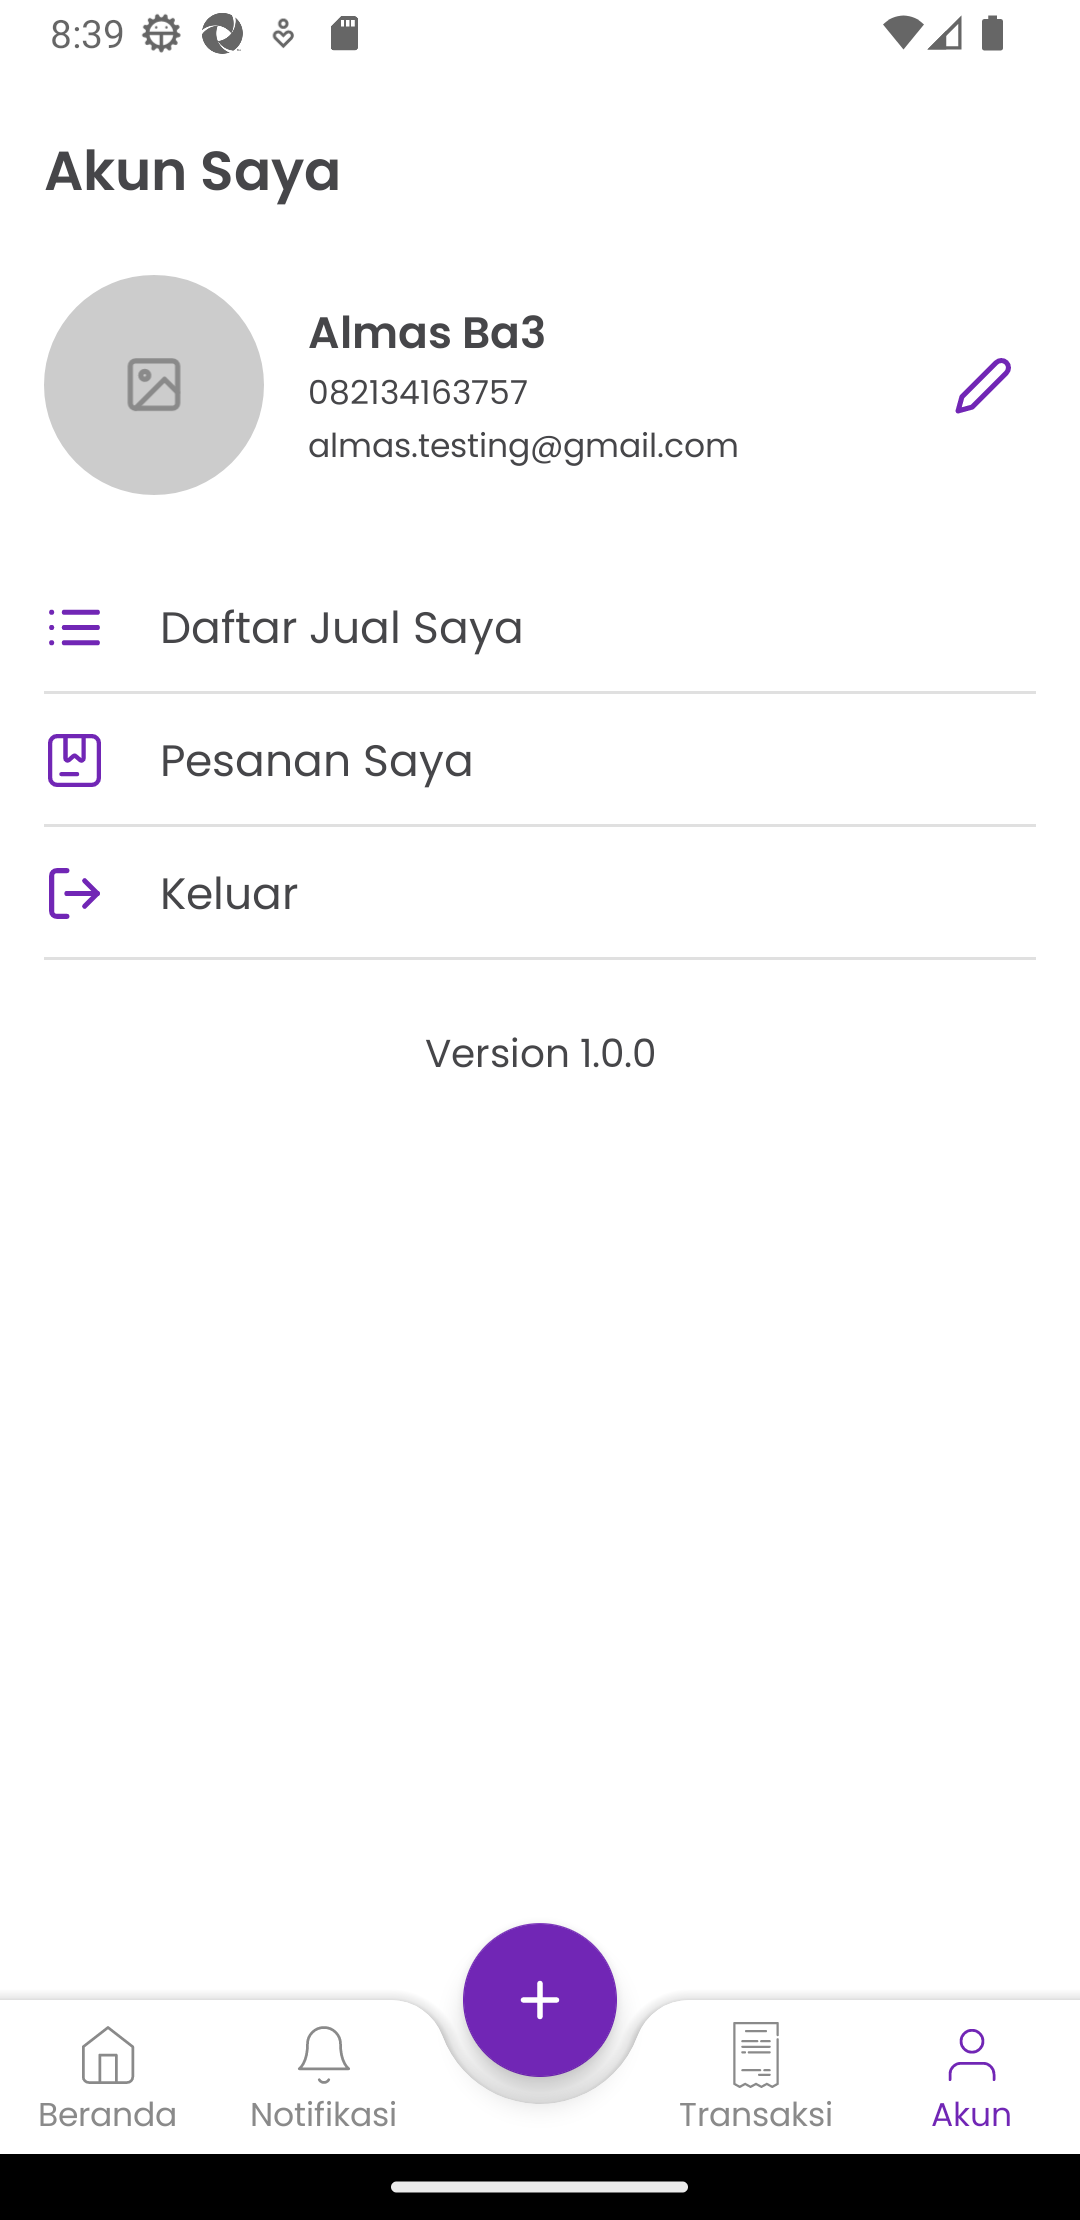 8:39
Akun Saya
Almas Ba3
082134163757
almas.testing@gmail.com
Daftar Jual Saya
Pesanan Saya
Keluar
Version 1.0.0
Beranda
Notifikasi
Transaksi
Akun